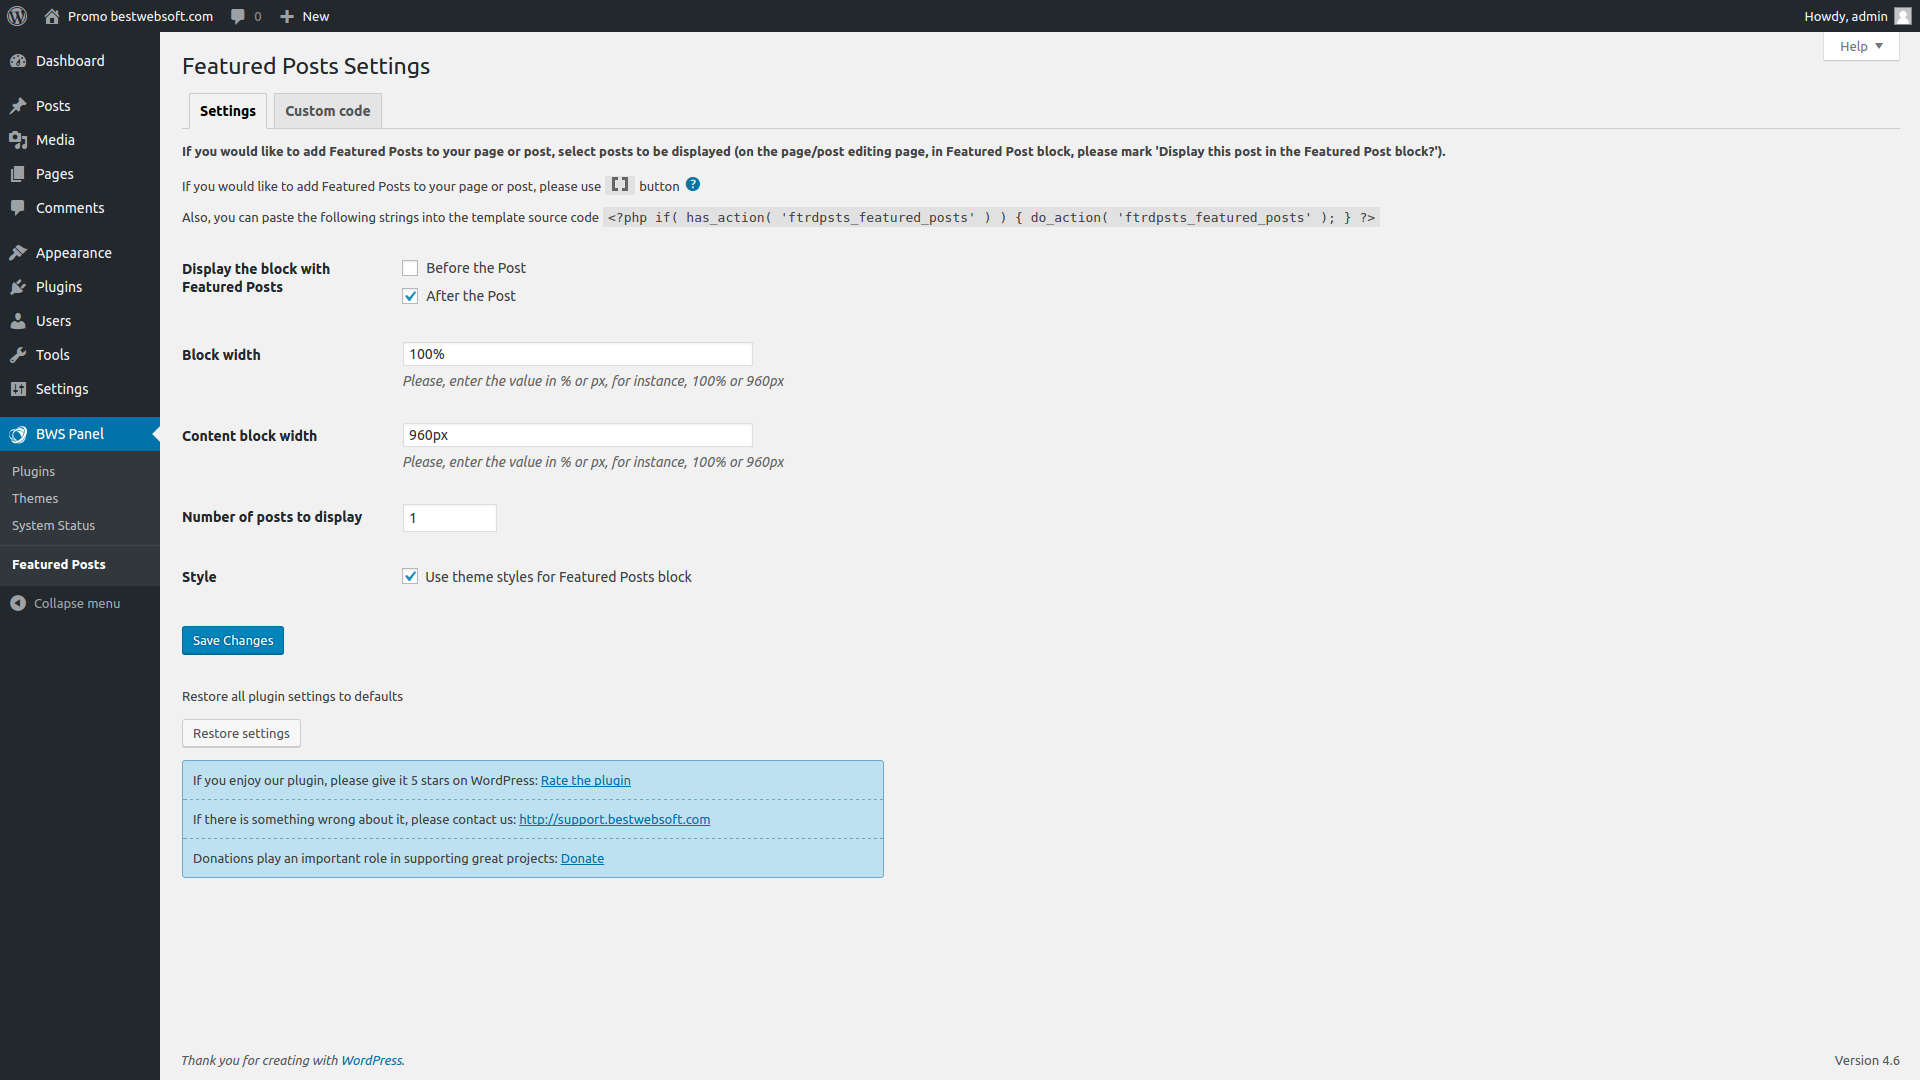 Promo bestwebsoft.com
0
New
Howdy, admin
Dashboard
Posts
Media
Pages
Comments
Appearance
Plugins
Users
Tools
Settings
BWS Panel
Plugins
Themes
System Status
Featured Posts
Collapse menu
Help
Featured Posts Settings
Settings
Custom code
If you would like to add Featured Posts to your page or post, select posts to be displayed (on the page/post editing page, in Featured Post block, please mark 'Display this post in the Featured Post block?').
If you would like to add Featured Posts to your page or post, please use [] button ?
Also, you can paste the following strings into the template source code <?php if( has_action( 'ftrdpsts_featured_posts' ) ) { do_action( 'ftrdpsts_featured_posts' ); } ?>
Display the block with
Featured Posts
Before the Post
After the Post
Block width
100%
Please, enter the value in % or px, for instance, 100% or 960px
Content block width
960px
Please, enter the value in % or px, for instance, 100% or 960px
Number of posts to display
1
Style
Use theme styles for Featured Posts block
Save Changes
Restore all plugin settings to defaults
Restore settings
If you enjoy our plugin, please give it 5 stars on WordPress: Rate the plugin
If there is something wrong about it, please contact us: http://support.bestwebsoft.com
Donations play an important role in supporting great projects: Donate
Thank you for creating with WordPress.
Version 4.6